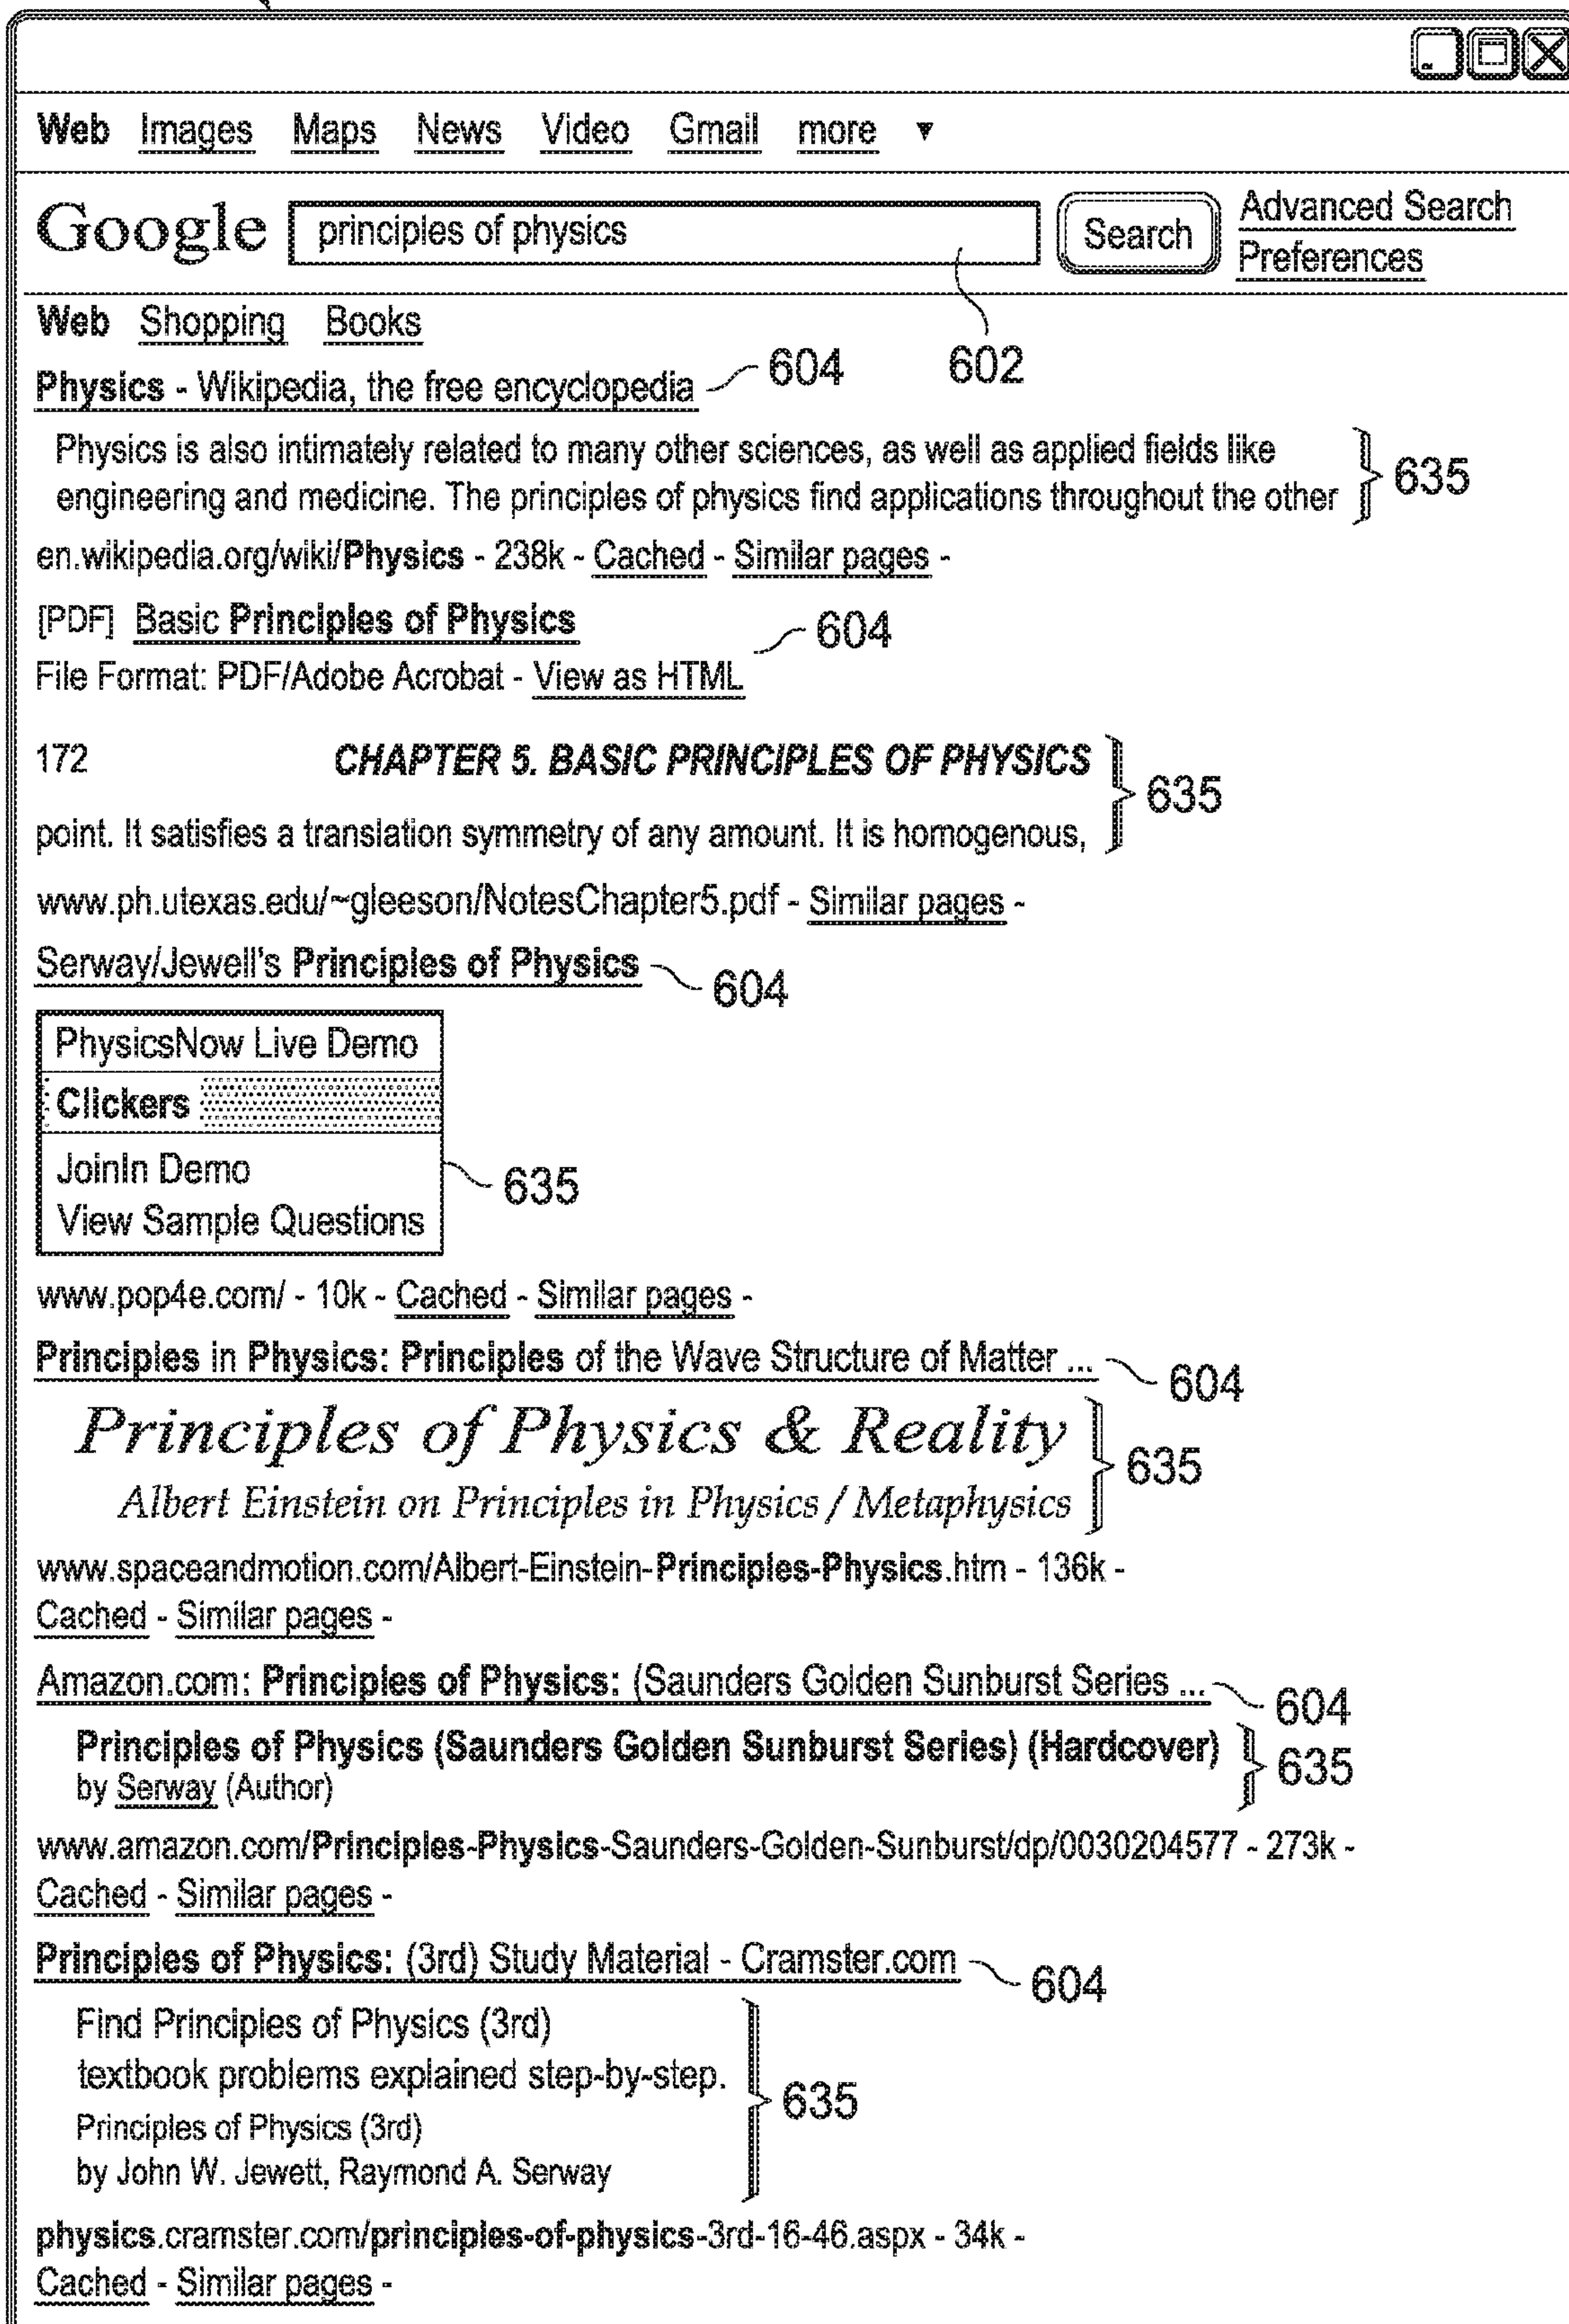 Web Images Maps News Video Gmail more ▼
Google principles of physics Search Advanced Search
Preferences
602
Web Shopping Books
Physics - Wikipedia, the free encyclopedia 604
Physics is also intimately related to many other sciences, as well as applied fields like
engineering and medicine. The principles of physics find applications throughout the other
635
en.wikipedia.org/wiki/Physics - 238k - Cached - Similar pages -
[PDF] Basic Principles of Physics
604
File Format: PDF/Adobe Acrobat - View as HTML
172 CHAPTER 5. BASIC PRINCIPLES OF PHYSICS
635
point. It satisfies a translation symmetry of any amount. It is homogenous,
www.ph.utexas.edu/~gleeson/NotesChapter5.pdf - Similar pages -
Serway/Jewell's Principles of Physics 604
PhysicsNow Live Demo
Clickers
JoinIn Demo
635
View Sample Questions
www.pop4e.com/ - 10k - Cached - Similar pages -
Principles in Physics: Principles of the Wave Structure of Matter ... 604
Principles of Physics & Reality
635
Albert Einstein on Principles in Physics / Metaphysics
www.spaceandmotion.com/Albert-Einstein-Principles-Physics.htm - 136k -
Cached - Similar pages -
Amazon.com: Principles of Physics: (Saunders Golden Sunburst Series ... 604
Principles of Physics (Saunders Golden Sunburst Series) (Hardcover)
635
by Serway (Author)
www.amazon.com/Principles-Physics-Saunders-Golden-Sunburst/dp/0030204577 - 273k -
Cached - Similar pages -
Principles of Physics: (3rd) Study Material - Cramster.com 604
Find Principles of Physics (3rd)
textbook problems explained step-by-step.
635
Principles of Physics (3rd)
by John W. Jewett, Raymond A. Serway
physics.cramster.com/principles-of-physics-3rd-16-46.aspx - 34k -
Cached - Similar pages -